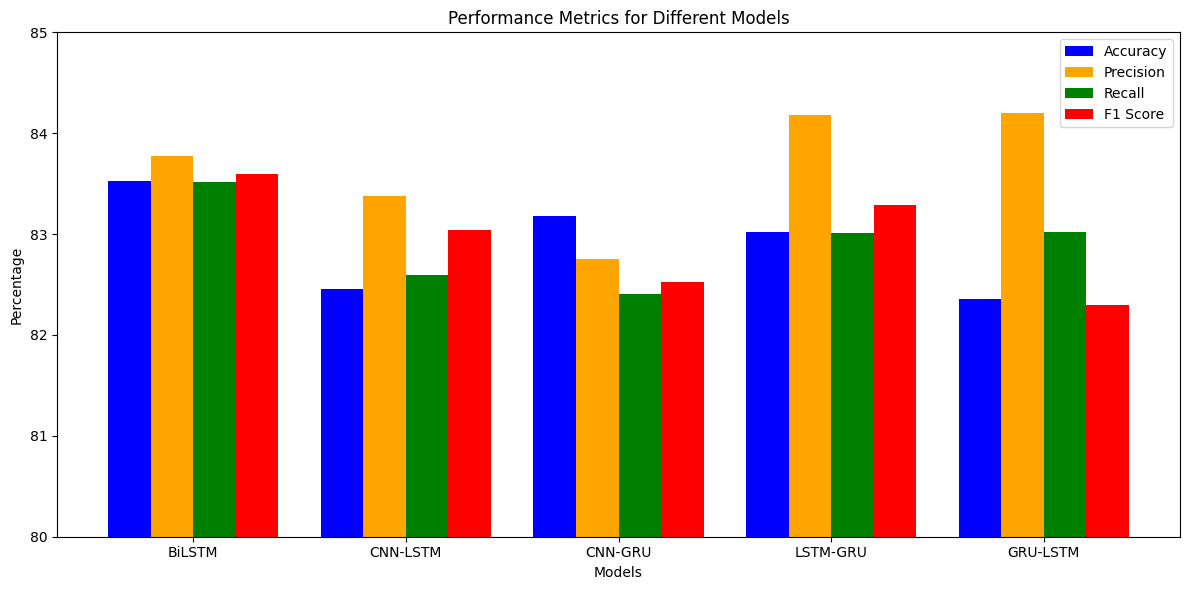 Performance Metrics for Different Models
85
84
83
82
81
80
Percentage
Accuracy
Precision
Recall
F1 Score
BiLSTM
CNN-LSTM
CNN-GRU
LSTM-GRU
GRU-LSTM
Models